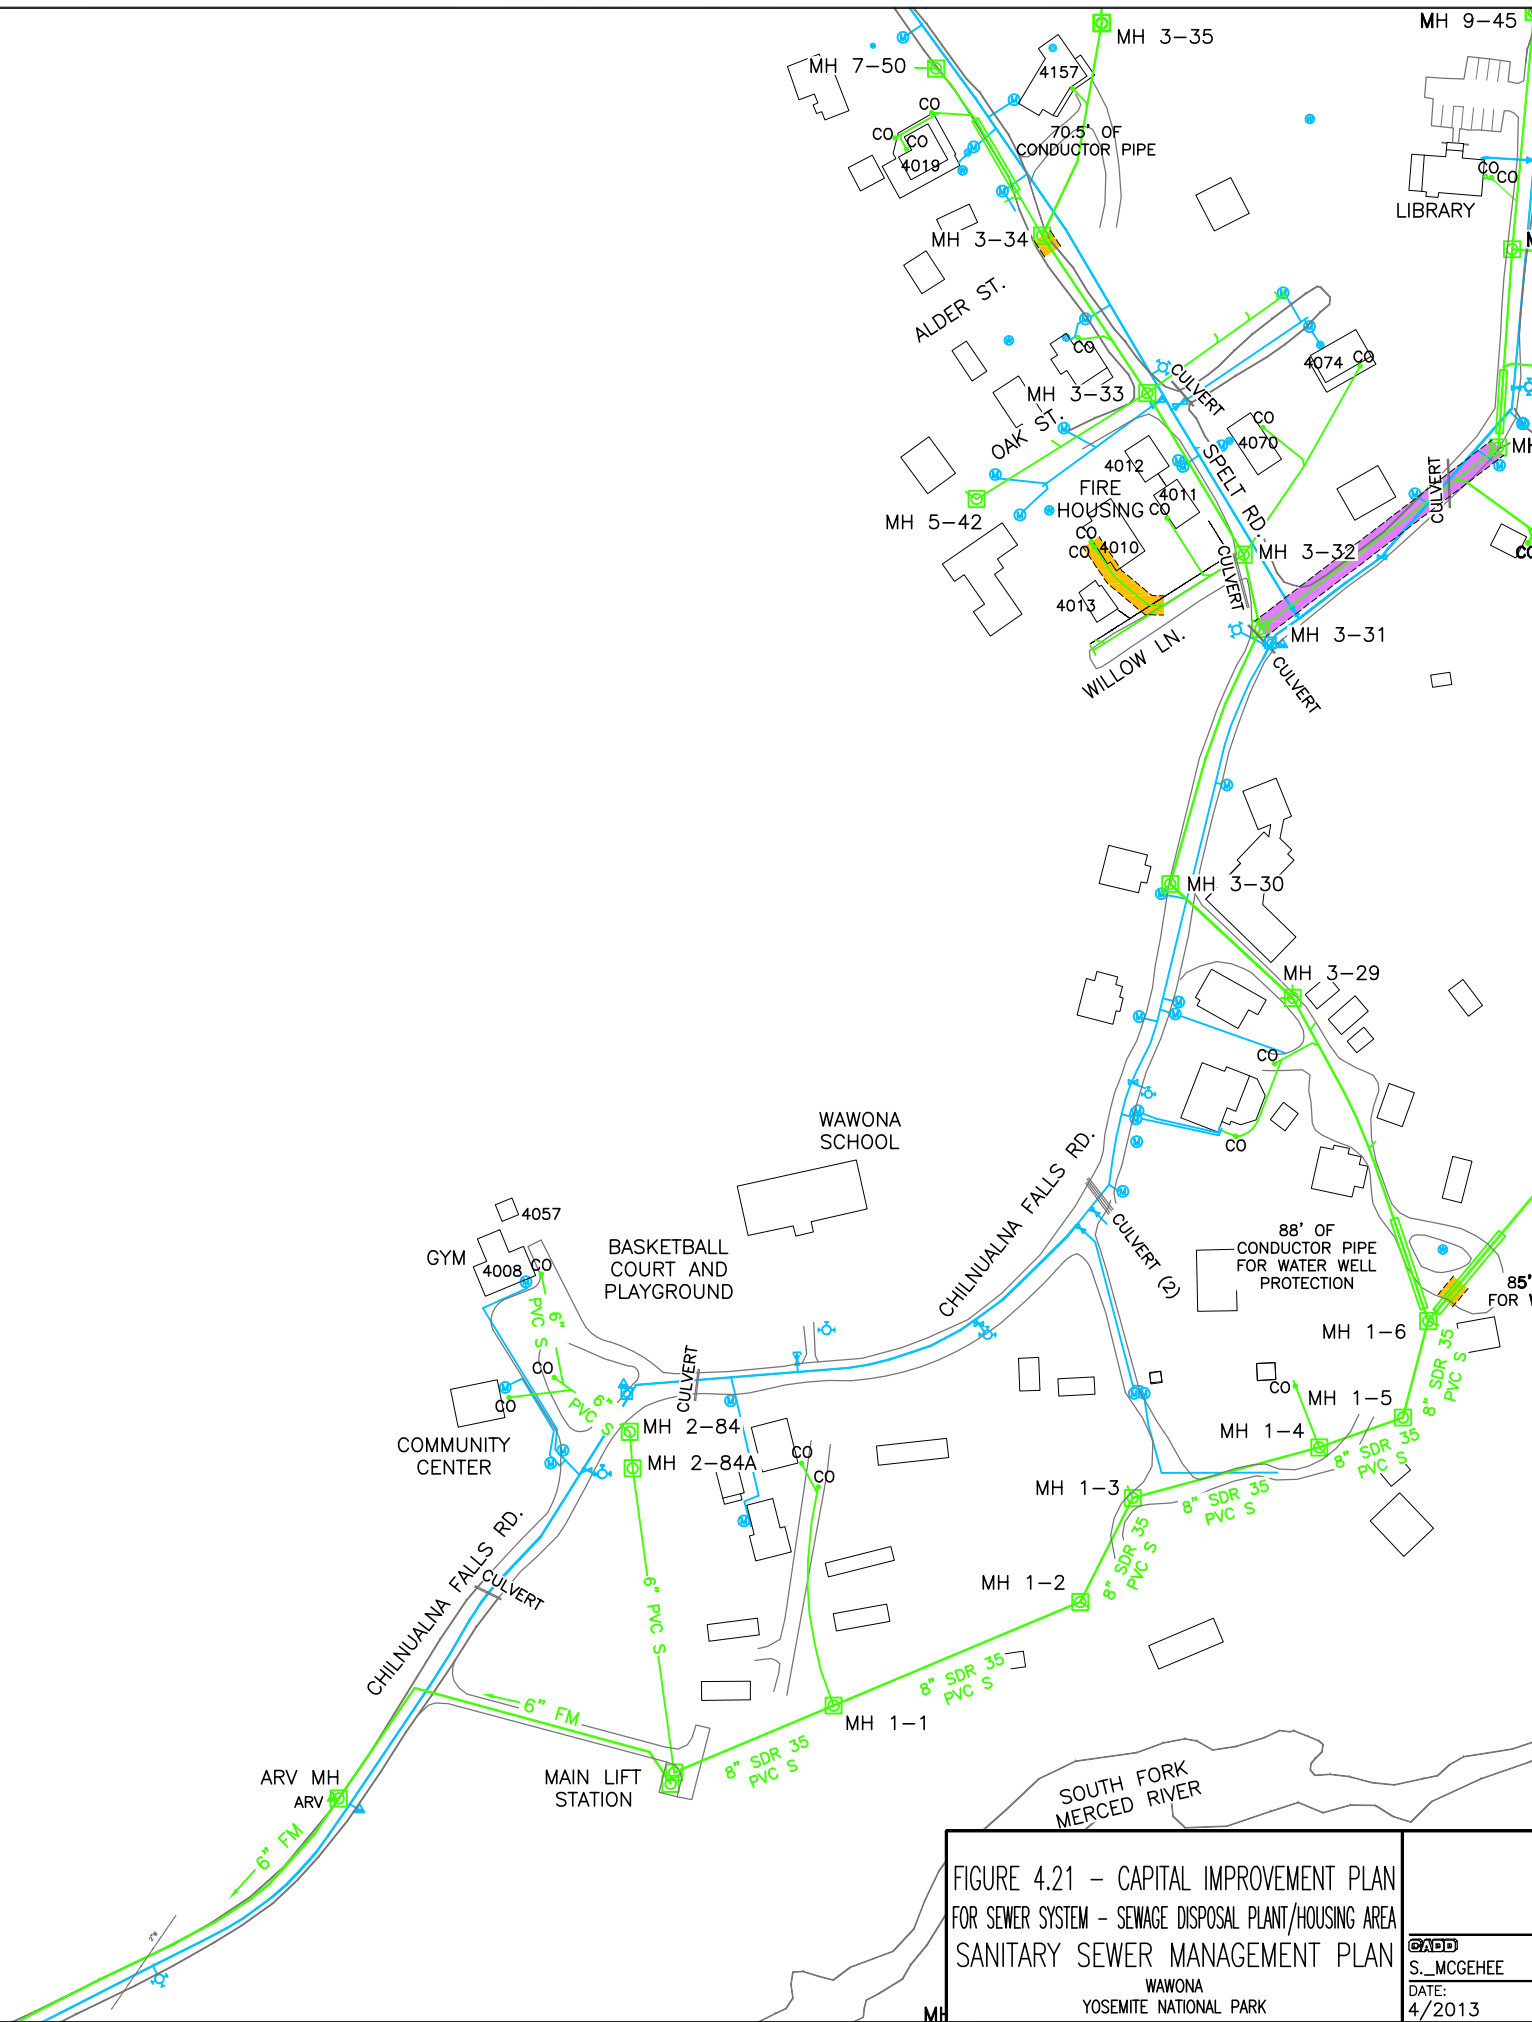 MH 3-35
MH 9-45
MH 7-50
4157
CO
70.5' OF
CONDUCTOR PIPE
CO
CO
4019
CO
CO
LIBRARY
MH 3-34
ALDER ST.
CO
4074
CO
CULVERT
MH 3-33
OAK ST.
CO
4070
SPELT RD.
4012
FIRE
HOUSING
4011
CO
CULVERT
MH 5-42
CO
CO
4010
MH 3-32
CULVERT
4013
MH 3-31
WILLOW LN.
CULVERT
MH 3-30
MH 3-29
CO
CO
WAWONA
SCHOOL
CHILNUALNA FALLS RD.
CULVERT (2)
4057
GYM
4008
CO
BASKETBALL
COURT AND
PLAYGROUND
88' OF
CONDUCTOR PIPE
FOR WATER WELL
PROTECTION
85'
FOR W
6"
PVC S
MH 1-6
8" SDR 35
PVC S
CULVERT
CO
CO
6"
PVC S
CO
MH 1-5
MH 2-84
MH 1-4
8" SDR 35
PVC S
COMMUNITY
CENTER
MH 2-84A
CO
CO
MH 1-3
8" SDR 35
PVC S
CHILNUALNA FALLS RD.
CULVERT
8" SDR 35
PVC S
MH 1-2
6" PVC S
8" SDR 35
PVC S
6" FM
MH 1-1
8" SDR 35
PVC S
ARV MH
ARV
MAIN LIFT
STATION
SOUTH FORK
MERCED RIVER
6" FM
FIGURE 4.21 - CAPITAL IMPROVEMENT PLAN
FOR SEWER SYSTEM - SEWAGE DISPOSAL PLANT/HOUSING AREA
SANITARY SEWER MANAGEMENT PLAN
WAWONA
YOSEMITE NATIONAL PARK
CADD
S._MCGEHEE
DATE:
4/2013
MH